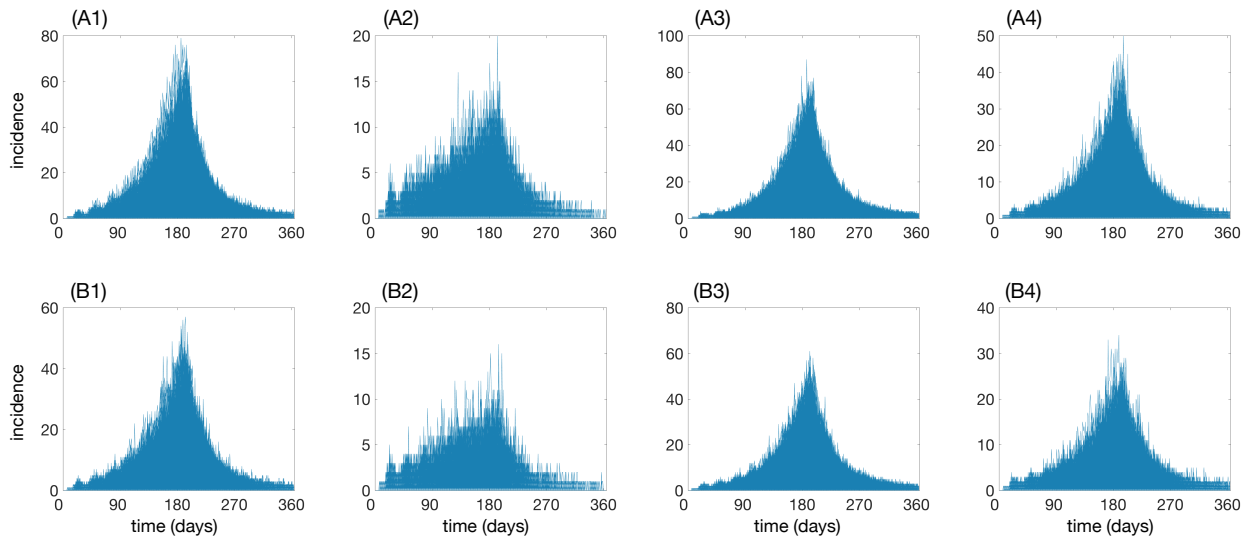 (A1) (A2) (A3) (A4)
80 20 100 50
60 15 80 40
40 10 60 30
20 5 40 20
0 0 20 10
0 0
0 90 180 270 360 0 90 180 270 360 0 90 180 270 360 0 90 180 270 360
incidence
(B1) (B2) (B3) (B4)
60 20 80 40
40 15 60 30
20 10 40 20
0 5 20 10
0 0 0
0 90 180 270 360 0 90 180 270 360 0 90 180 270 360 0 90 180 270 360
incidence
time (days) time (days) time (days) time (days)